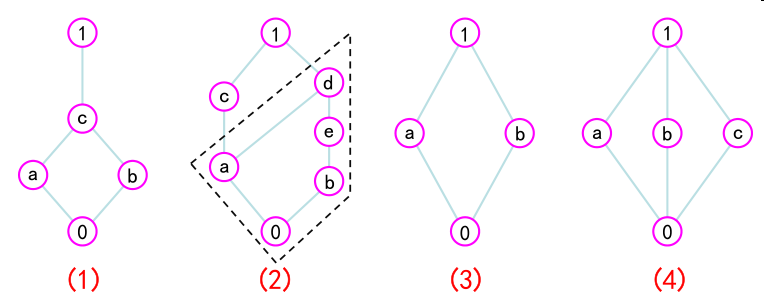 1 1 1 1
d
c
c
a b e a b c
a
a b b
0 0 0 0
(1) (2) (3) (4)